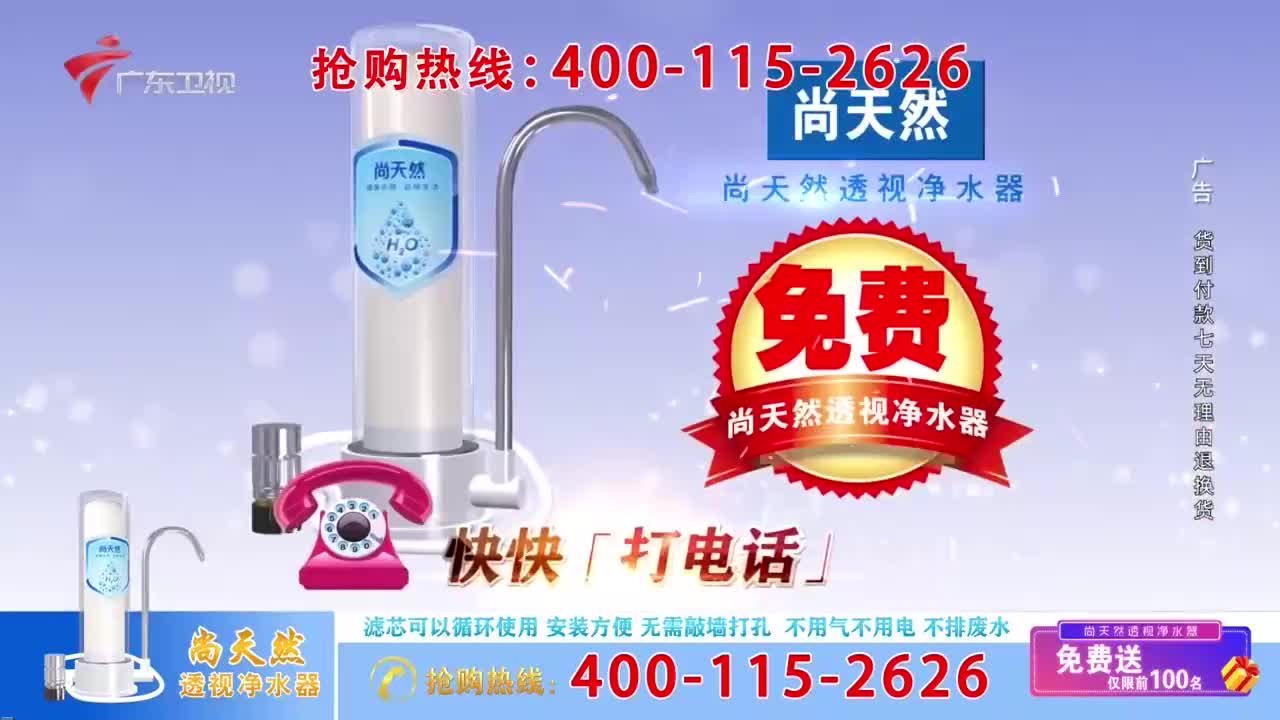 抢购热线:400-115-2626
广东卫视
尚天然
尚天然透视净水器
尚天然
H₂O
免费
尚天然透视净水器
广告 货到付款七天无理由退换货
快快「打电话」
尚天然
H₂O
尚天然
透视净水器
滤芯可以循环使用 安装方便 无需敲墙打孔 不用气不用电 不排废水
抢购热线:400-115-2626
尚天然透视净水器
免费送
仅限前100名